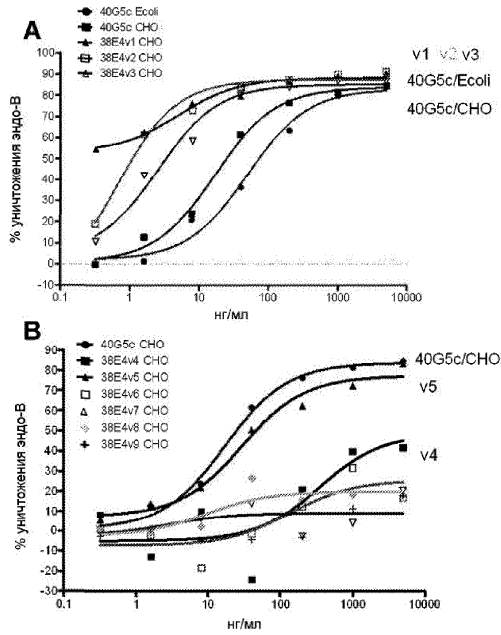 A
40G5c Ecoli
40G5c CHO
38E4v1 CHO
38E4v2 CHO
38E4v3 CHO
v1 v2 v3
40G5c/Ecoli
40G5c/CHO
% уничтожения эндо-В
100
90
80
70
60
50
40
30
20
10
0
-10
0.1
1
10
100
1000
10000
нг/мл
B
40G5c CHO
38E4v4 CHO
38E4v5 CHO
38E4v6 CHO
38E4v7 CHO
38E4v8 CHO
38E4v9 CHO
40G5c/CHO
v5
v4
% уничтожения эндо-В
90
80
70
60
50
40
30
20
10
0
-10
-20
-30
0.1
1
10
100
1000
10000
нг/мл